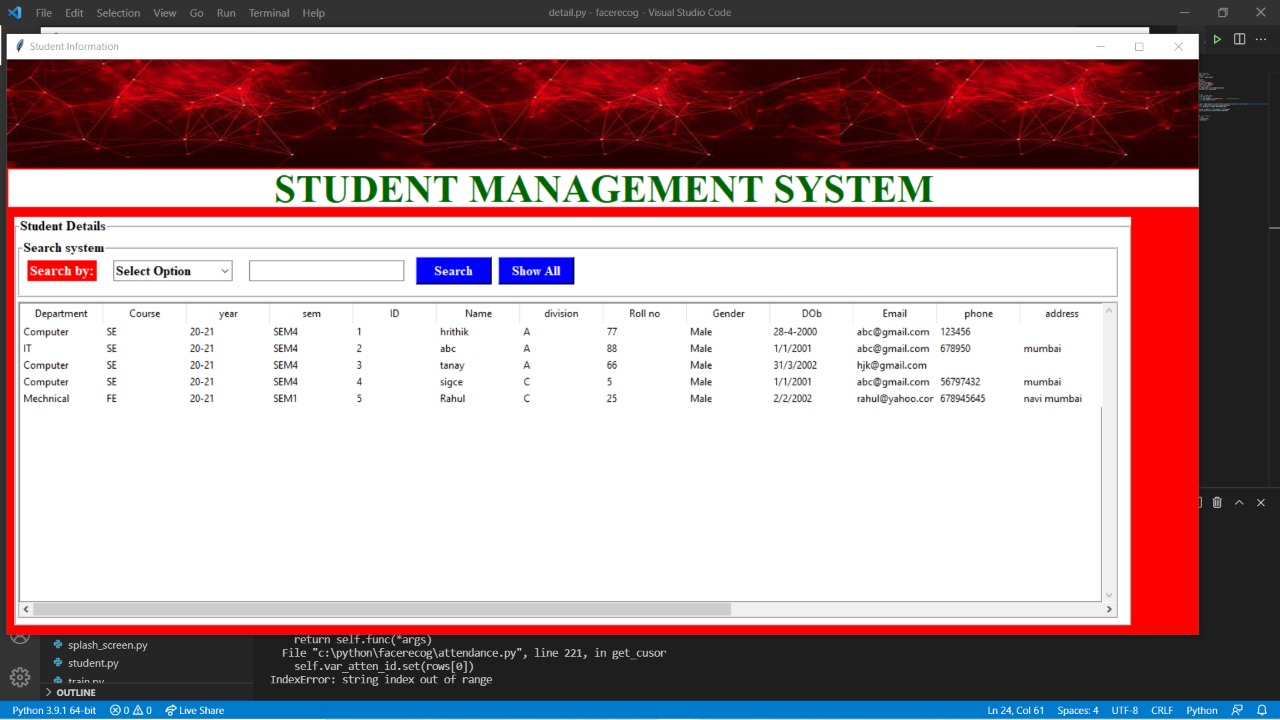 File Edit Selection View Go Run Terminal Help detail.py - facerecog - Visual Studio Code
Student Information
STUDENT MANAGEMENT SYSTEM
Student Details
Search system
Search by: Select Option Search Show All
Department Course year sem ID Name division Roll no Gender DOb Email phone address
Computer SE 20-21 SEM4 1 hrithik A 77 Male 28-4-2000 abc@gmail.com 123456
IT SE 20-21 SEM4 2 abc A 88 Male 1/1/2001 abc@gmail.com 678950 mumbai
Computer SE 20-21 SEM4 3 tanay A 66 Male 31/3/2002 hjk@gmail.com
Computer SE 20-21 SEM4 4 sigce C 5 Male 1/1/2001 abc@gmail.com 56797432 mumbai
Mechnical FE 20-21 SEM1 5 Rahul C 25 Male 2/2/2002 rahul@yahoo.cor 678945645 navi mumbai
return self.func(*args)
splash_screen.py File "c:\python\facerecog\attendance.py", line 221, in get_cusor
student.py self.var_atten_id.set(rows[0])
train.py IndexError: string index out of range
OUTLINE
Python 3.9.1 64-bit 0 0 Live Share Ln 24, Col 61 Spaces: 4 UTF-8 CRLF Python